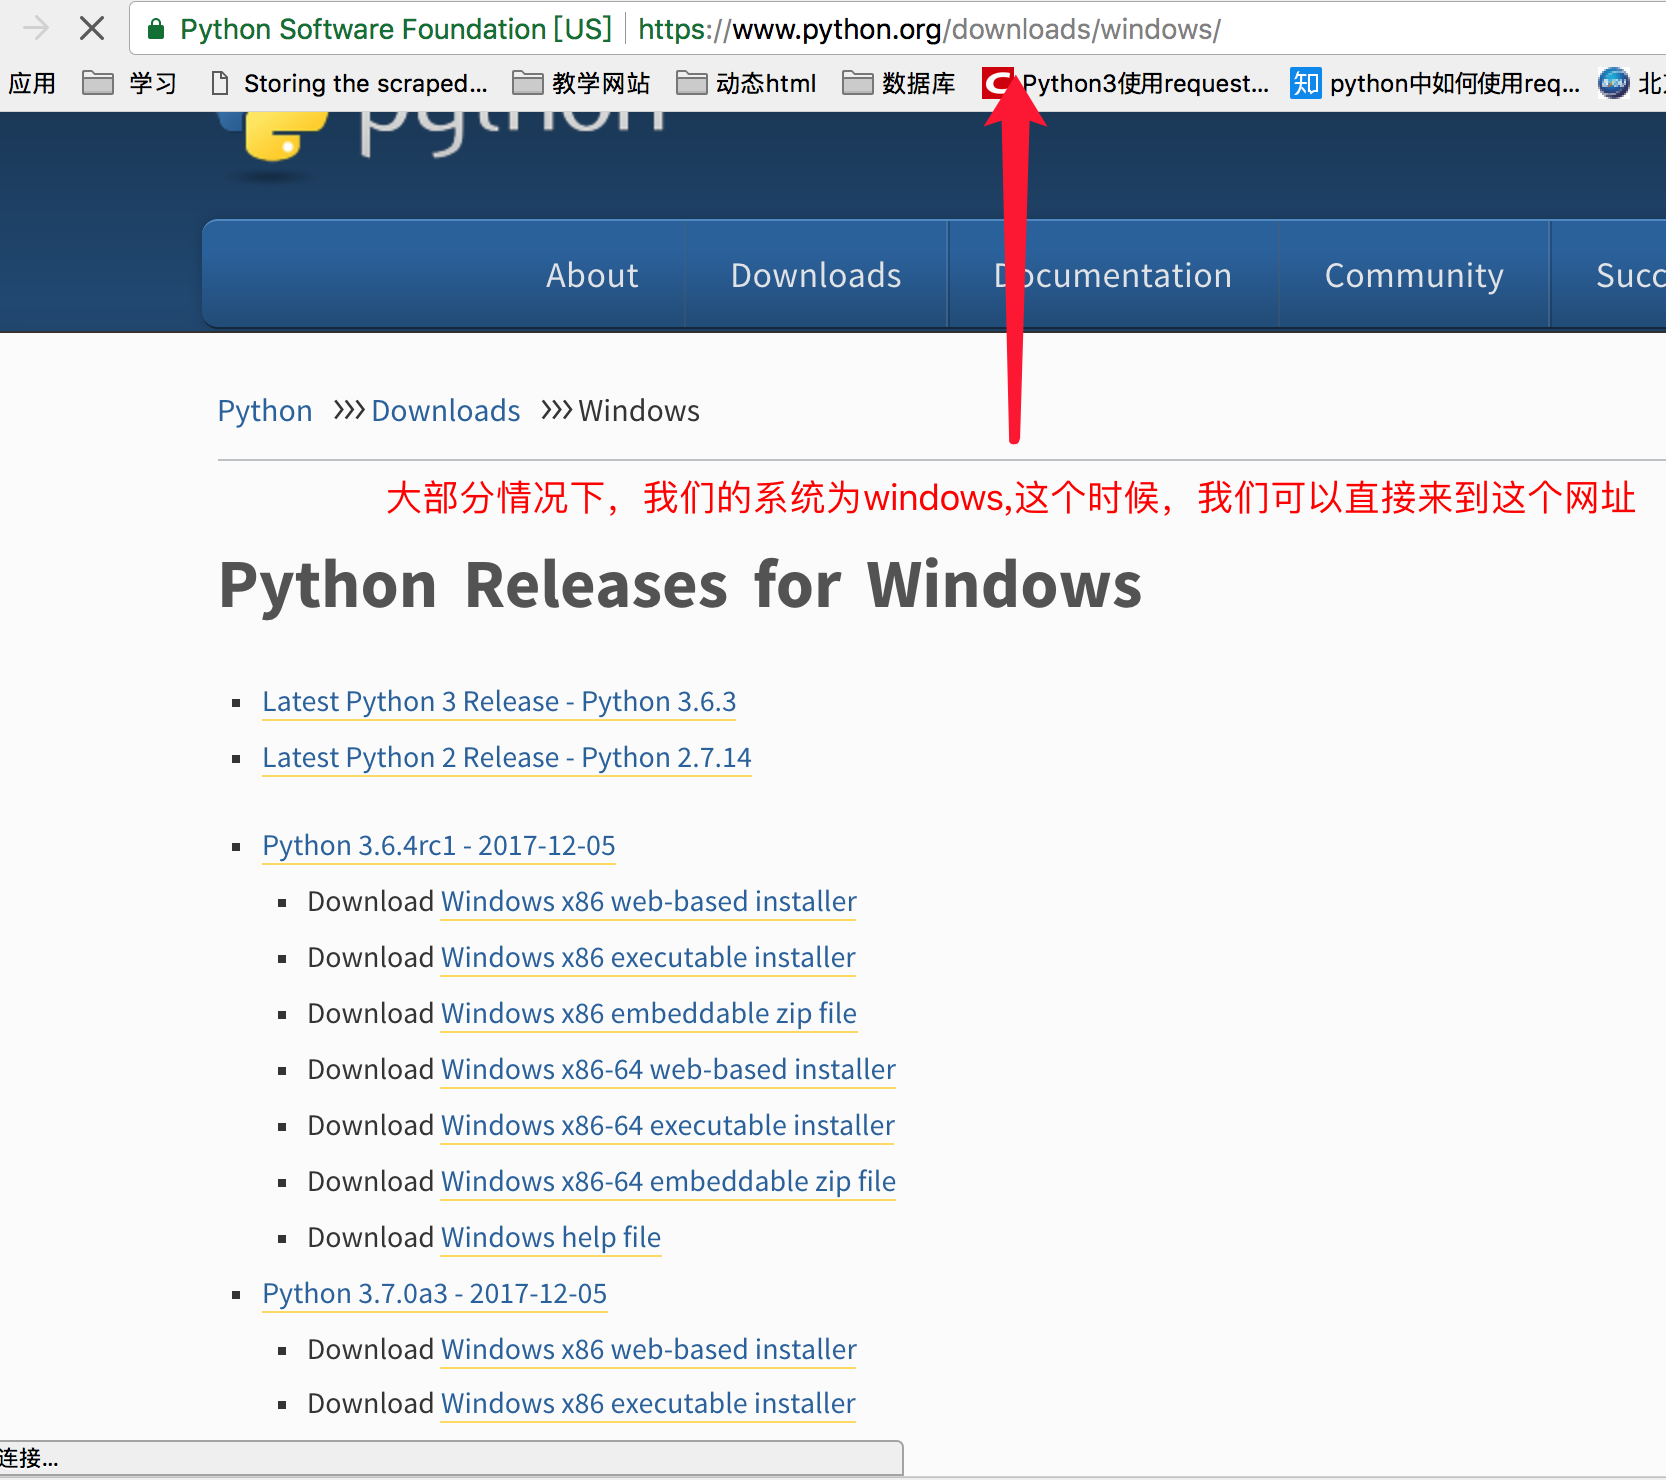 Python Software Foundation [US] https://www.python.org/downloads/windows/
应用 学习 Storing the scraped... 教学网站 动态html 数据库 Python3使用request... 知 python中如何使用req... 北
python
About Downloads Documentation Community Succ
Python >>> Downloads >>> Windows
大部分情况下，我们的系统为windows,这个时候，我们可以直接来到这个网址
Python Releases for Windows
Latest Python 3 Release - Python 3.6.3
Latest Python 2 Release - Python 2.7.14
Python 3.6.4rc1 - 2017-12-05
Download Windows x86 web-based installer
Download Windows x86 executable installer
Download Windows x86 embeddable zip file
Download Windows x86-64 web-based installer
Download Windows x86-64 executable installer
Download Windows x86-64 embeddable zip file
Download Windows help file
Python 3.7.0a3 - 2017-12-05
Download Windows x86 web-based installer
Download Windows x86 executable installer
连接...